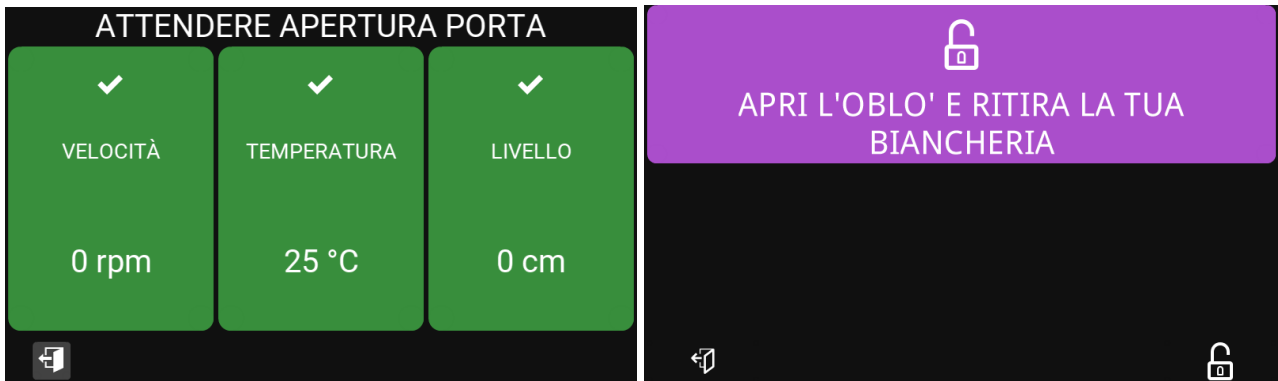 ATTENDERE APERTURA PORTA
VELOCITÀ
TEMPERATURA
LIVELLO
0 rpm
25 °C
0 cm
APRI L'OBLO' E RITIRA LA TUA
BIANCHERIA